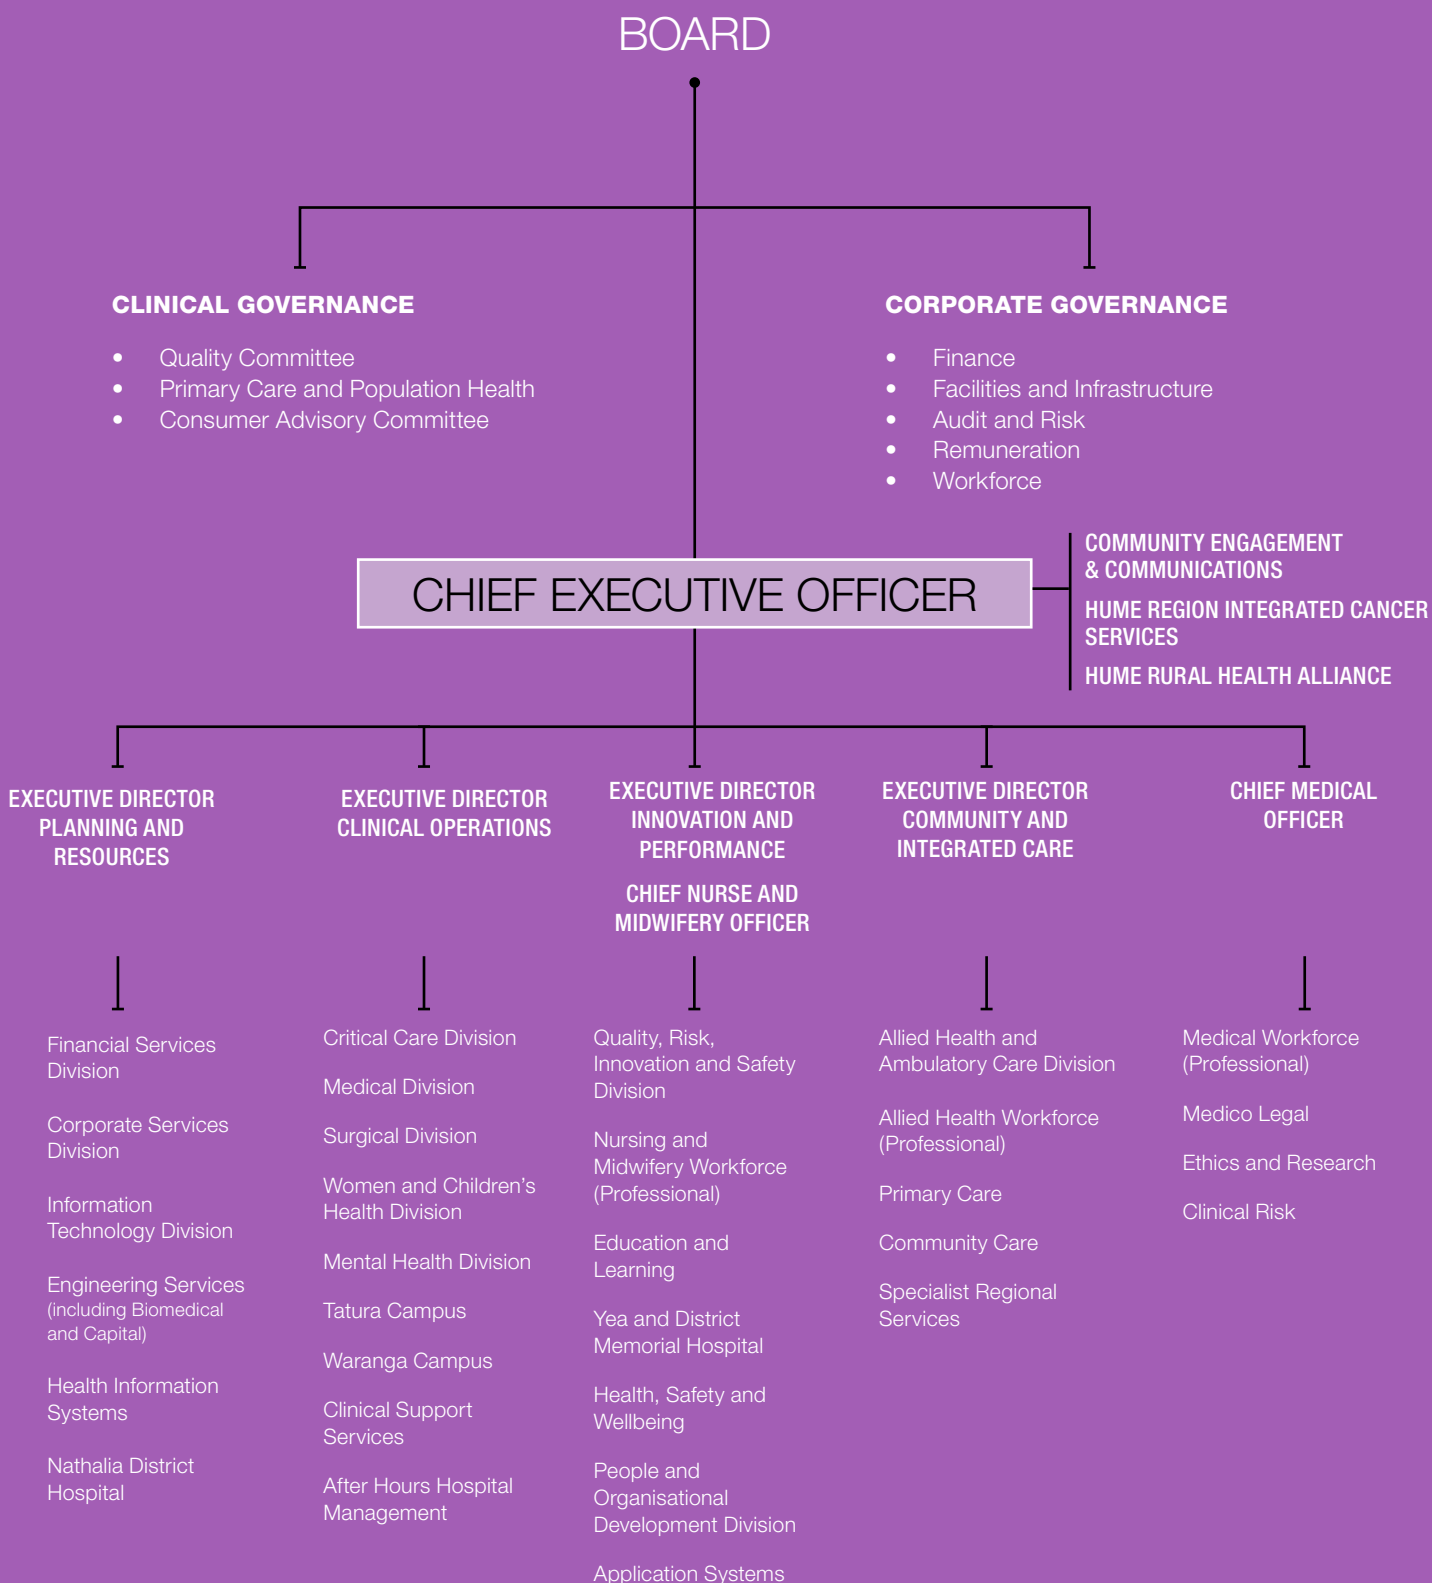 BOARD
CLINICAL GOVERNANCE
• Quality Committee
• Primary Care and Population Health
• Consumer Advisory Committee
CORPORATE GOVERNANCE
• Finance
• Facilities and Infrastructure
• Audit and Risk
• Remuneration
• Workforce
CHIEF EXECUTIVE OFFICER
COMMUNITY ENGAGEMENT
& COMMUNICATIONS
HUME REGION INTEGRATED CANCER
SERVICES
HUME RURAL HEALTH ALLIANCE
EXECUTIVE DIRECTOR
PLANNING AND
RESOURCES
Financial Services
Division
Corporate Services
Division
Information
Technology Division
Engineering Services
(including Biomedical
and Capital)
Health Information
Systems
Nathalia District
Hospital
EXECUTIVE DIRECTOR
CLINICAL OPERATIONS
Critical Care Division
Medical Division
Surgical Division
Women and Children's
Health Division
Mental Health Division
Tatura Campus
Waranga Campus
Clinical Support
Services
After Hours Hospital
Management
EXECUTIVE DIRECTOR
INNOVATION AND
PERFORMANCE
CHIEF NURSE AND
MIDWIFERY OFFICER
Quality, Risk,
Innovation and Safety
Division
Nursing and
Midwifery Workforce
(Professional)
Education and
Learning
Yea and District
Memorial Hospital
Health, Safety and
Wellbeing
People and
Organisational
Development Division
Application Systems
EXECUTIVE DIRECTOR
COMMUNITY AND
INTEGRATED CARE
Allied Health and
Ambulatory Care Division
Allied Health Workforce
(Professional)
Primary Care
Community Care
Specialist Regional
Services
CHIEF MEDICAL
OFFICER
Medical Workforce
(Professional)
Medico Legal
Ethics and Research
Clinical Risk